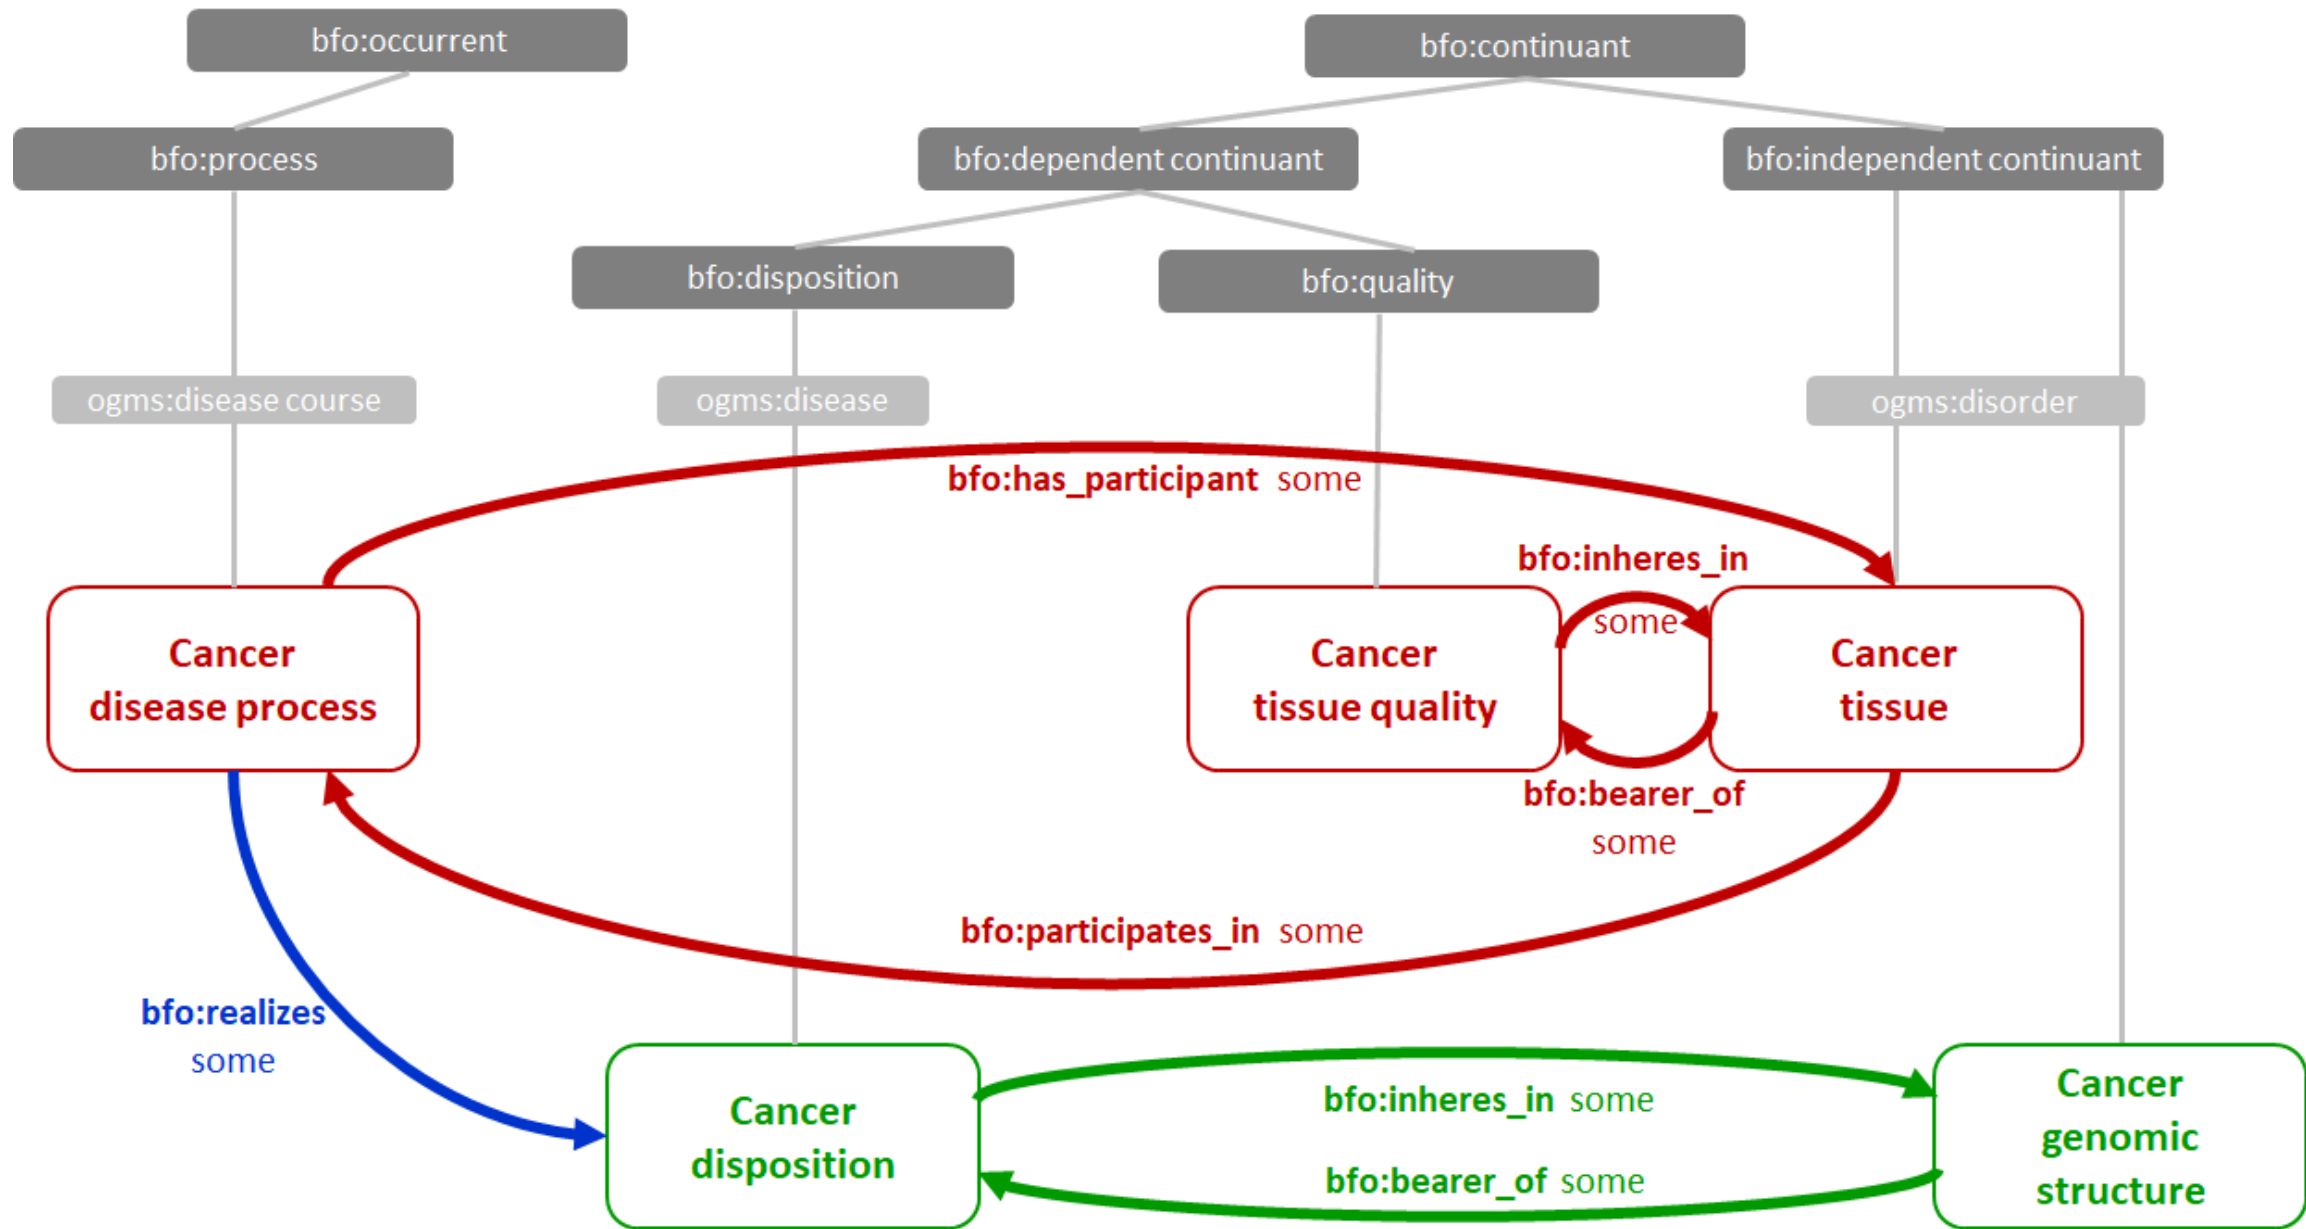 bfo:occurrent
bfo:continuant
bfo:process
bfo:dependent continuant
bfo:independent continuant
bfo:disposition
bfo:quality
ogms:disease course
ogms:disease
ogms:disorder
bfo:has_participant some
bfo:inheres_in
some
Cancer
disease process
Cancer
tissue quality
Cancer
tissue
bfo:bearer_of
some
bfo:participates_in some
bfo:realizes
some
Cancer
disposition
bfo:inheres_in some
bfo:bearer_of some
Cancer
genomic
structure